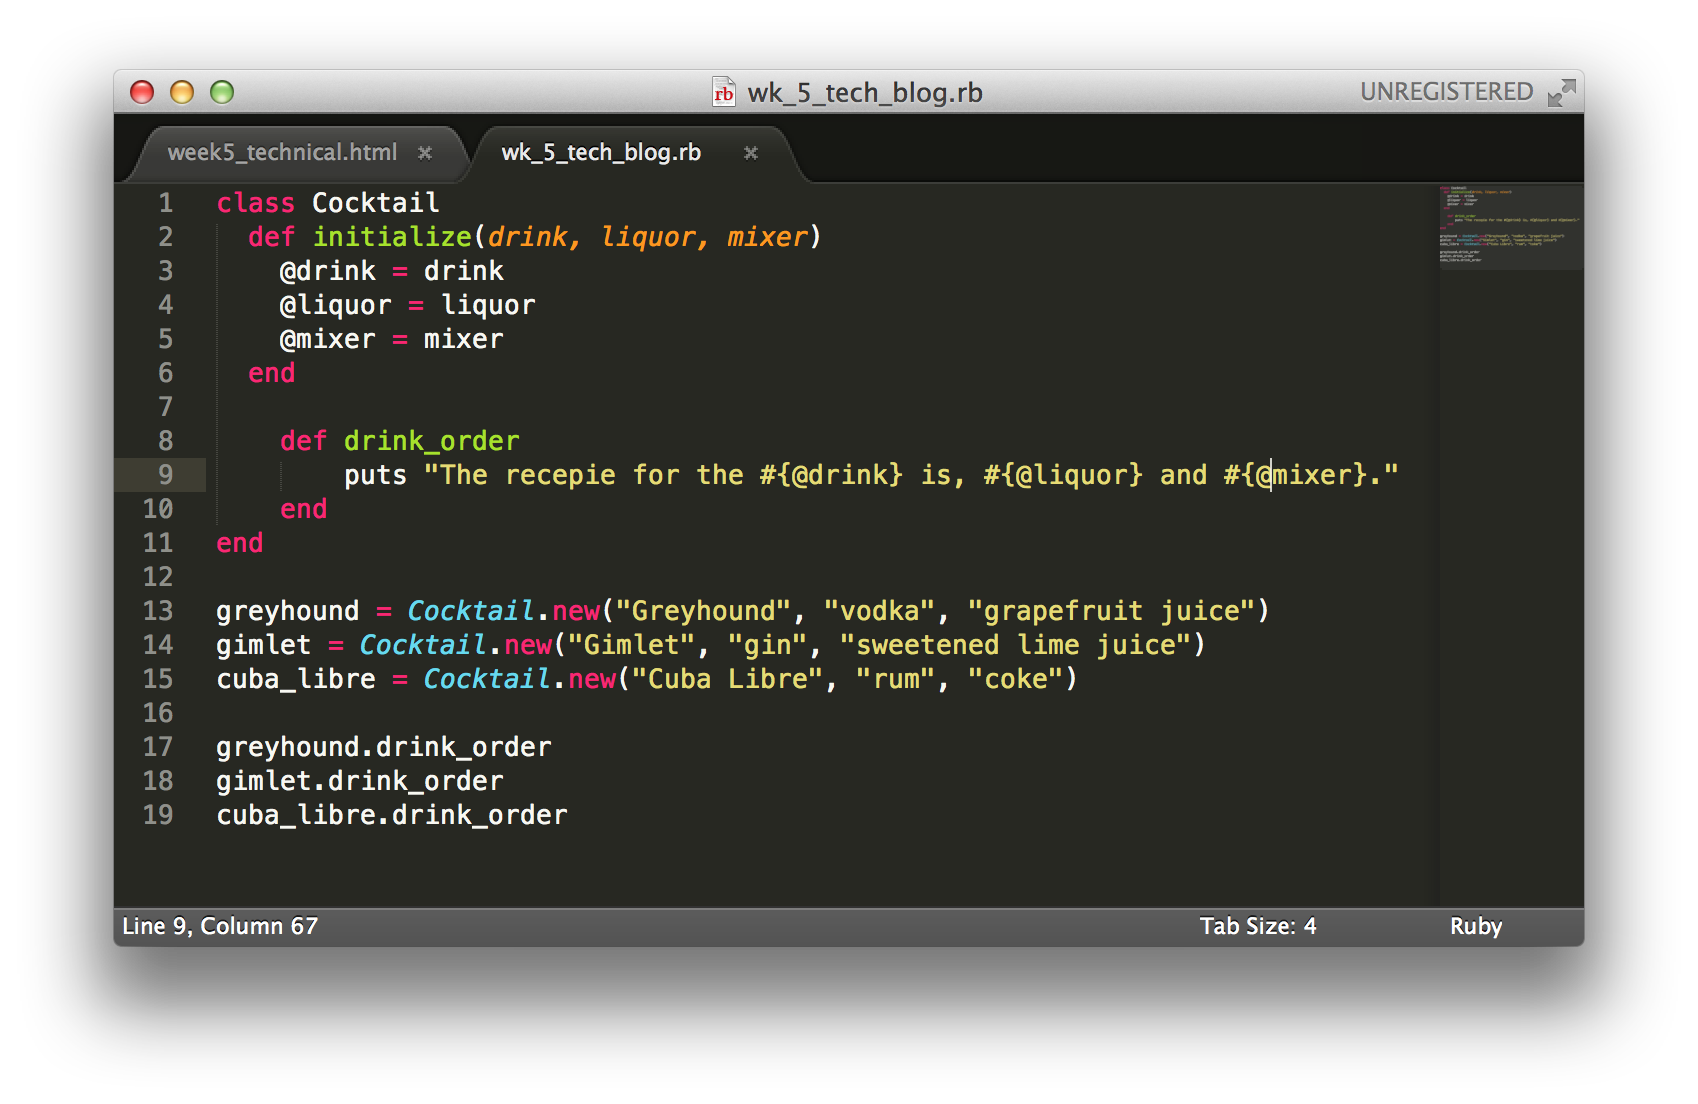 rb wk_5_tech_blog.rb UNREGISTERED
week5_technical.html × wk_5_tech_blog.rb ×
1 class Cocktail
2   def initialize(drink, liquor, mixer)
3     @drink = drink
4     @liquor = liquor
5     @mixer = mixer
6   end
7
8     def drink_order
9         puts "The recepie for the #{@drink} is, #{@liquor} and #{@mixer}."
10     end
11 end
12
13 greyhound = Cocktail.new("Greyhound", "vodka", "grapefruit juice")
14 gimlet = Cocktail.new("Gimlet", "gin", "sweetened lime juice")
15 cuba_libre = Cocktail.new("Cuba Libre", "rum", "coke")
16
17 greyhound.drink_order
18 gimlet.drink_order
19 cuba_libre.drink_order
Line 9, Column 67 Tab Size: 4 Ruby